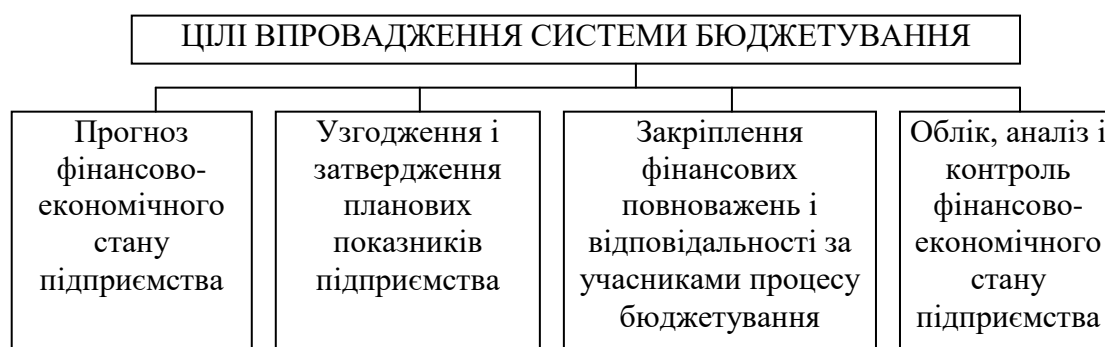 ЦІЛІ ВПРОВАДЖЕННЯ СИСТЕМИ БЮДЖЕТУВАННЯ
Прогноз
фінансово-
економічного
стану
підприємства
Узгодження і
затвердження
планових
показників
підприємства
Закріплення
фінансових
повноважень і
відповідальності за
учасниками процесу
бюджетування
Облік, аналіз і
контроль
фінансово-
економічного
стану
підприємства